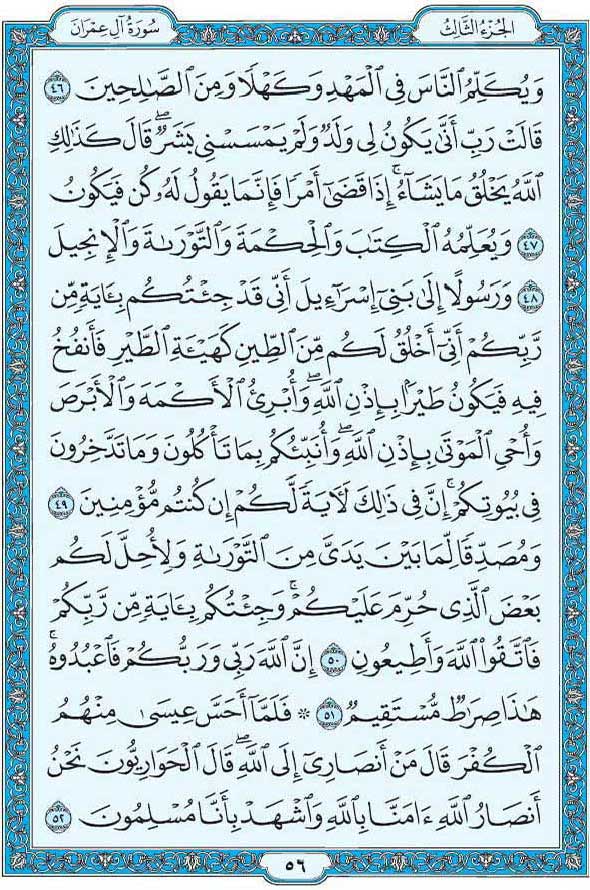 الجزء الثالث
سورة آل عمران
وَيُكَلِّمُ ٱلنَّاسَ فِى ٱلۡمَهۡدِ وَكَهۡلٗا وَمِنَ ٱلصَّٰلِحِينَ ٤٦
قَالَتۡ رَبِّ أَنَّىٰ يَكُونُ لِى وَلَدٞ وَلَمۡ يَمۡسَسۡنِى بَشَرٞۖ قَالَ كَذَٰلِكِ
ٱللَّهُ يَخۡلُقُ مَا يَشَآءُۚ إِذَا قَضَىٰٓ أَمۡرٗا فَإِنَّمَا يَقُولُ لَهُۥ كُن فَيَكُونُ
٤٧ وَيُعَلِّمُهُ ٱلۡكِتَٰبَ وَٱلۡحِكۡمَةَ وَٱلتَّوۡرَىٰةَ وَٱلۡإِنجِيلَ
٤٨ وَرَسُولًا إِلَىٰ بَنِىٓ إِسۡرَٰٓءِيلَ أَنِّى قَدۡ جِئۡتُكُم بِـَٔايَةٖ مِّن
رَّبِّكُمۡ أَنِّىٓ أَخۡلُقُ لَكُم مِّنَ ٱلطِّينِ كَهَيۡـَٔةِ ٱلطَّيۡرِ فَأَنفُخُ
فِيهِ فَيَكُونُ طَيۡرَۢا بِإِذۡنِ ٱللَّهِۖ وَأُبۡرِئُ ٱلۡأَكۡمَهَ وَٱلۡأَبۡرَصَ
وَأُحۡىِ ٱلۡمَوۡتَىٰ بِإِذۡنِ ٱللَّهِۖ وَأُنَبِّئُكُم بِمَا تَأۡكُلُونَ وَمَا تَدَّخِرُونَ
فِى بُيُوتِكُمۡۚ إِنَّ فِى ذَٰلِكَ لَأٓيَةٗ لَّكُمۡ إِن كُنتُم مُّؤۡمِنِينَ ٤٩
وَمُصَدِّقٗا لِّمَا بَيۡنَ يَدَىَّ مِنَ ٱلتَّوۡرَىٰةِ وَلِأُحِلَّ لَكُم
بَعۡضَ ٱلَّذِى حُرِّمَ عَلَيۡكُمۡۚ وَجِئۡتُكُم بِـَٔايَةٖ مِّن رَّبِّكُمۡ
فَٱتَّقُواْ ٱللَّهَ وَأَطِيعُونِ ٥٠ إِنَّ ٱللَّهَ رَبِّى وَرَبُّكُمۡ فَٱعۡبُدُوهُۚ
هَٰذَا صِرَٰطٞ مُّسۡتَقِيمٞ ٥١ ۞ فَلَمَّآ أَحَسَّ عِيسَىٰ مِنۡهُمُ
ٱلۡكُفۡرَ قَالَ مَنۡ أَنصَارِىٓ إِلَى ٱللَّهِۖ قَالَ ٱلۡحَوَارِيُّونَ نَحۡنُ
أَنصَارُ ٱللَّهِ ءَامَنَّا بِٱللَّهِ وَٱشۡهَدۡ بِأَنَّا مُسۡلِمُونَ ٥٢
٥٦